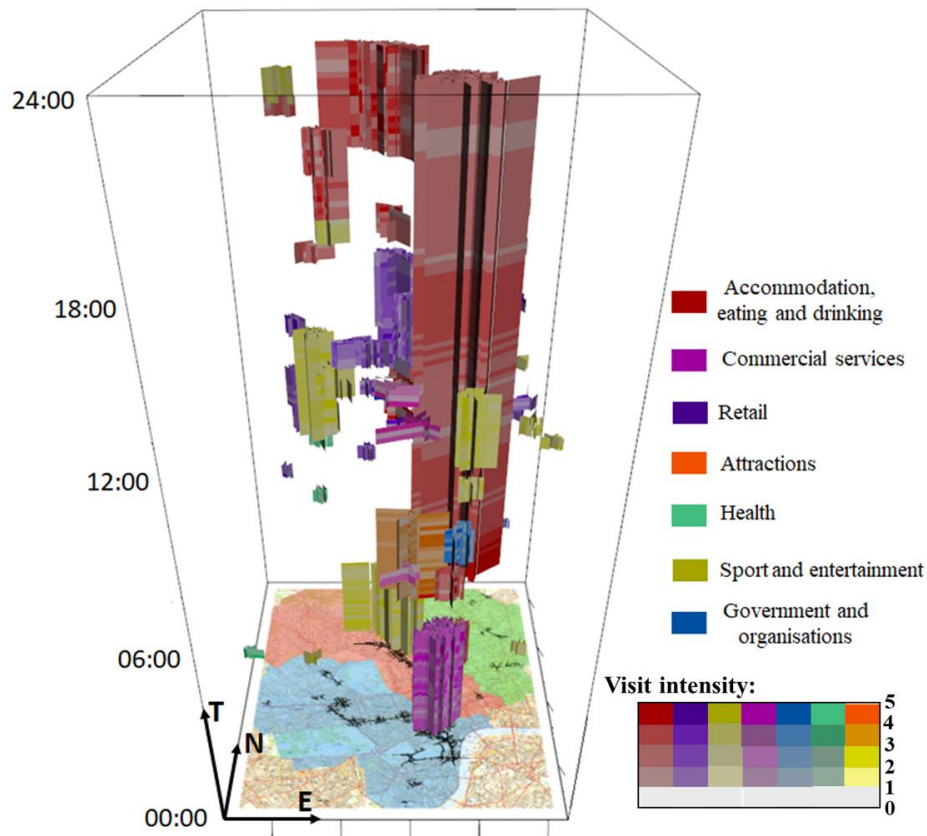 24:00
18:00
12:00
06:00
00:00
T
N
E
Accommodation,
eating and drinking
Commercial services
Retail
Attractions
Health
Sport and entertainment
Government and
organisations
Visit intensity:
5
4
3
2
1
0